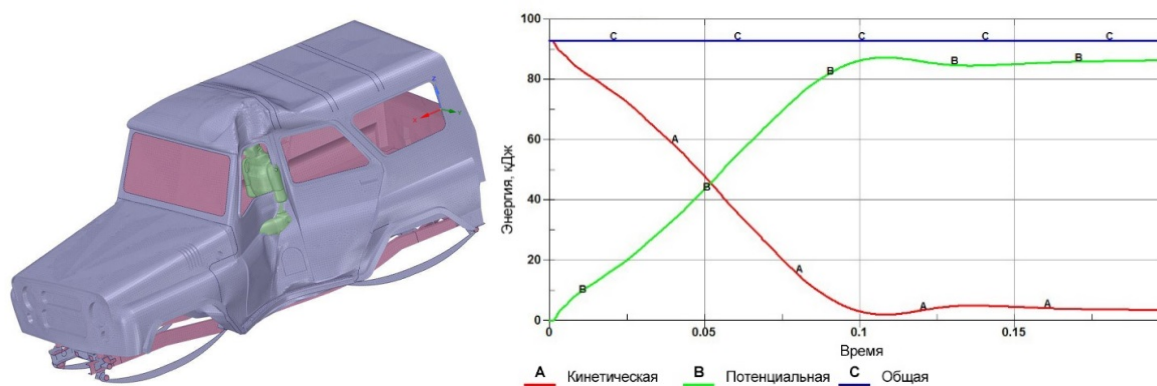 100
80
60
40
20
0
Энергия, кДж
C C C C C
B B B B B
A A A A
0 0.05 0.1 0.15
Время
A Кинетическая B Потенциальная C Общая